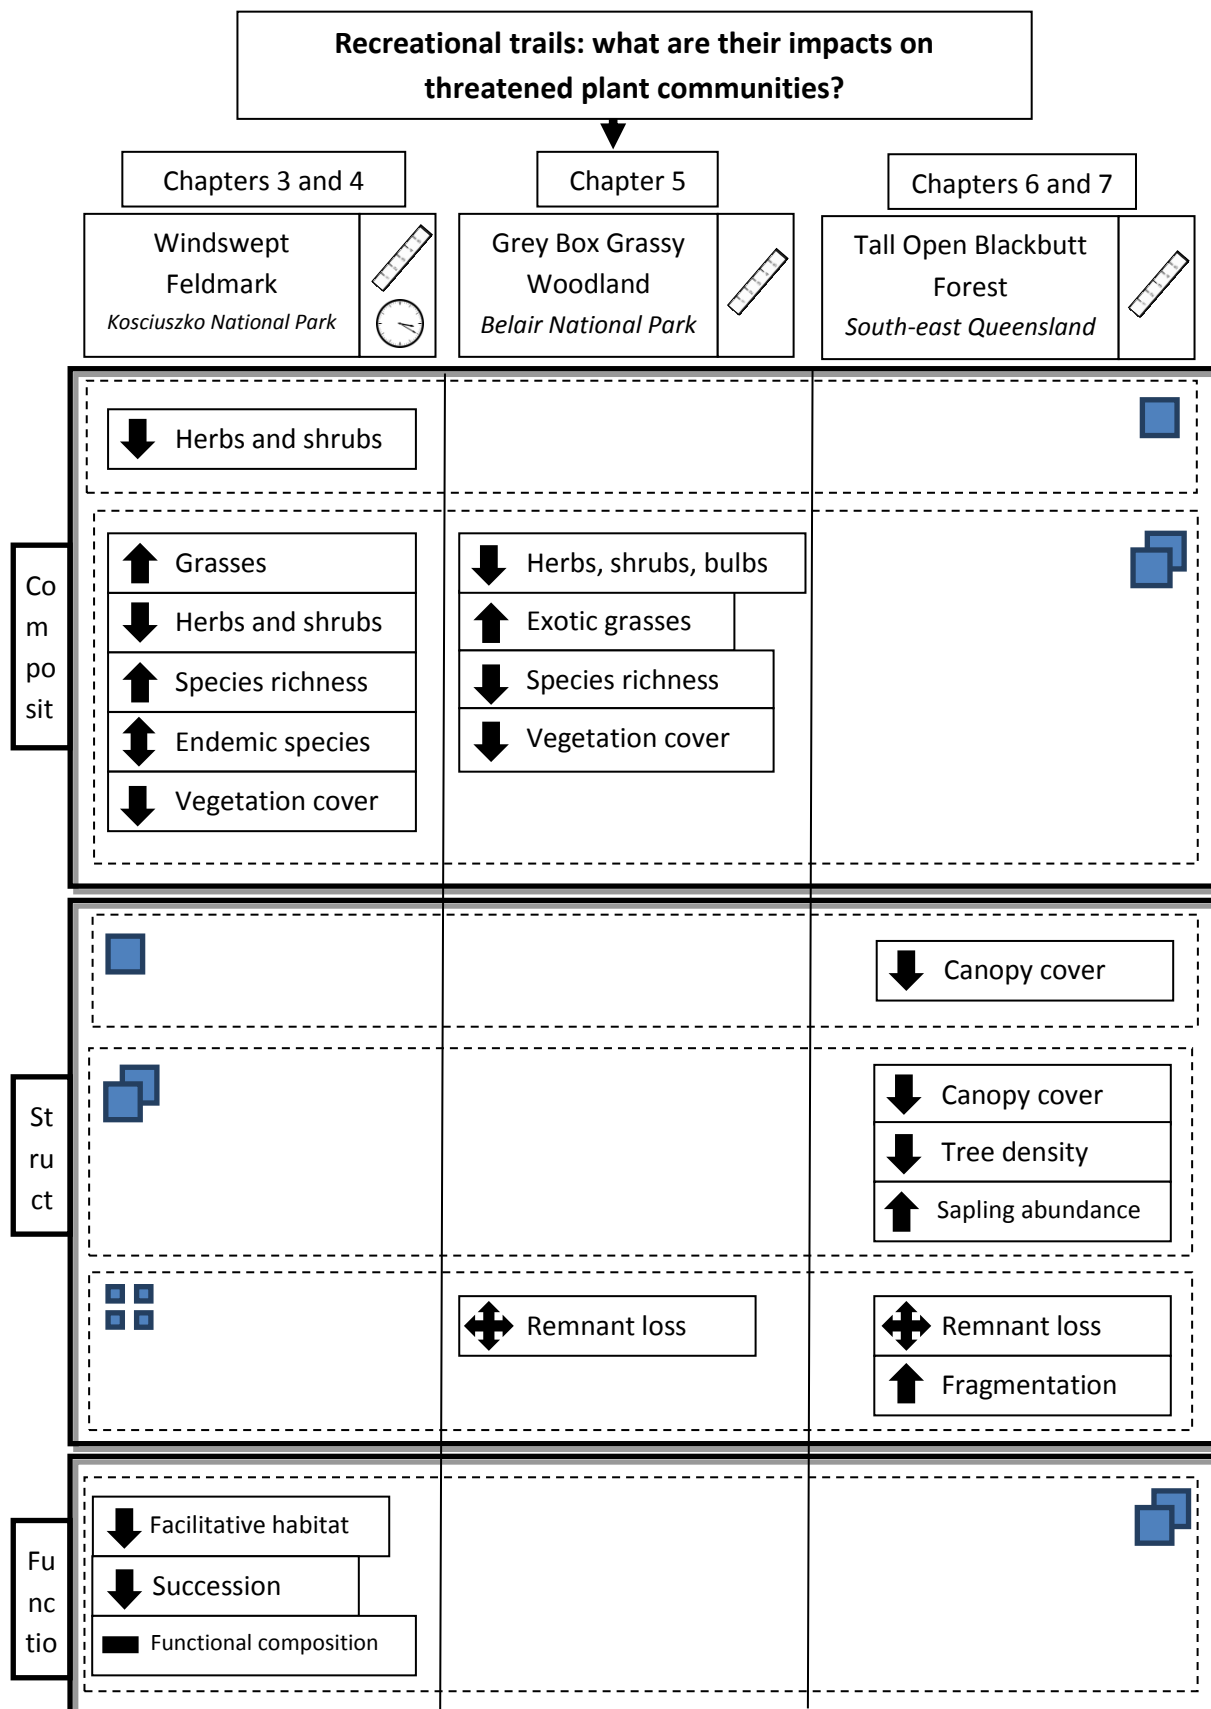 Recreational trails: what are their impacts on
threatened plant communities?
Chapters 3 and 4
Chapter 5
Chapters 6 and 7
Windswept
Feldmark
Kosciuszko National Park
Grey Box Grassy
Woodland
Belair National Park
Tall Open Blackbutt
Forest
South-east Queensland
Herbs and shrubs
Co
m
po
sit
Grasses
Herbs and shrubs
Species richness
Endemic species
Vegetation cover
Herbs, shrubs, bulbs
Exotic grasses
Species richness
Vegetation cover
St
ru
ct
Canopy cover
Canopy cover
Tree density
Sapling abundance
Remnant loss
Remnant loss
Fragmentation
Fu
nc
tio
Facilitative habitat
Succession
Functional composition